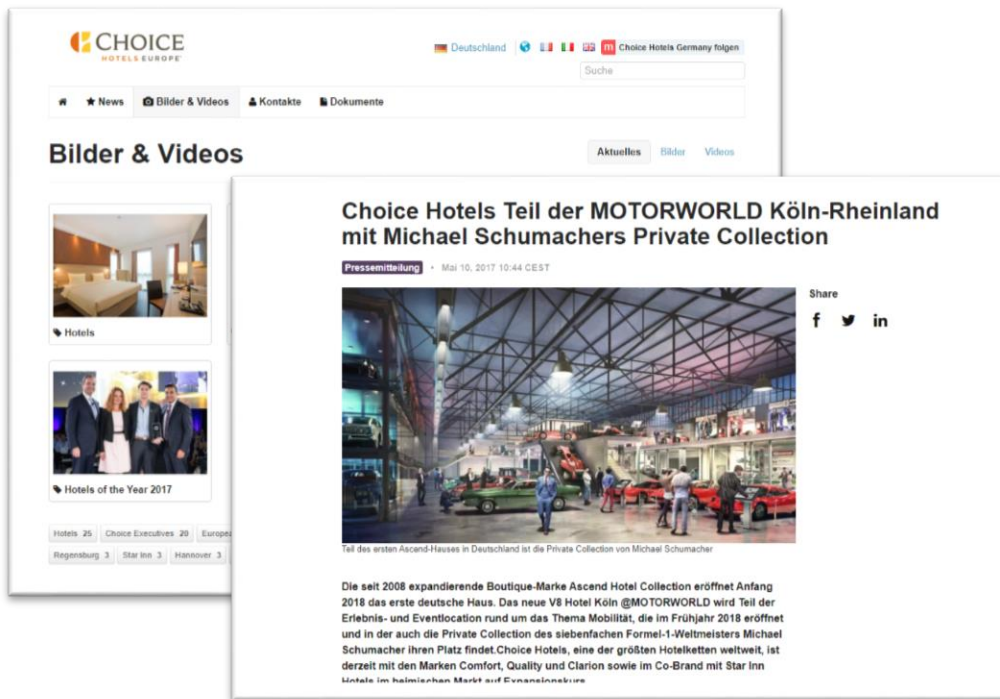 CHOICE
HOTELS EUROPE
Deutschland
m Choice Hotels Germany folgen
Suche
News Bilder & Videos Kontakte Dokumente
Bilder & Videos
Aktuelles Bilder Videos
Hotels
Hotels of the Year 2017
Hotels 25 Choice Executives 20
Regensburg 3 Star Inn 3 Hannover 3
Choice Hotels Teil der MOTORWORLD Köln-Rheinland
mit Michael Schumachers Private Collection
Pressemitteilung • Mai 10, 2017 10:44 CEST
Share
Teil des ersten Ascend-Hauses in Deutschland ist die Private Collection von Michael Schumacher
Die seit 2008 expandierende Boutique-Marke Ascend Hotel Collection eröffnet Anfang
2018 das erste deutsche Haus. Das neue V8 Hotel Köln @MOTORWORLD wird Teil der
Erlebnis- und Eventlocation rund um das Thema Mobilität, die im Frühjahr 2018 eröffnet
und in der auch die Private Collection des siebenfachen Formel-1-Weltmeisters Michael
Schumacher ihren Platz findet.Choice Hotels, eine der größten Hotelketten weltweit, ist
derzeit mit den Marken Comfort, Quality und Clarion sowie im Co-Brand mit Star Inn
Hotels im heimischen Markt auf Expansionskurs